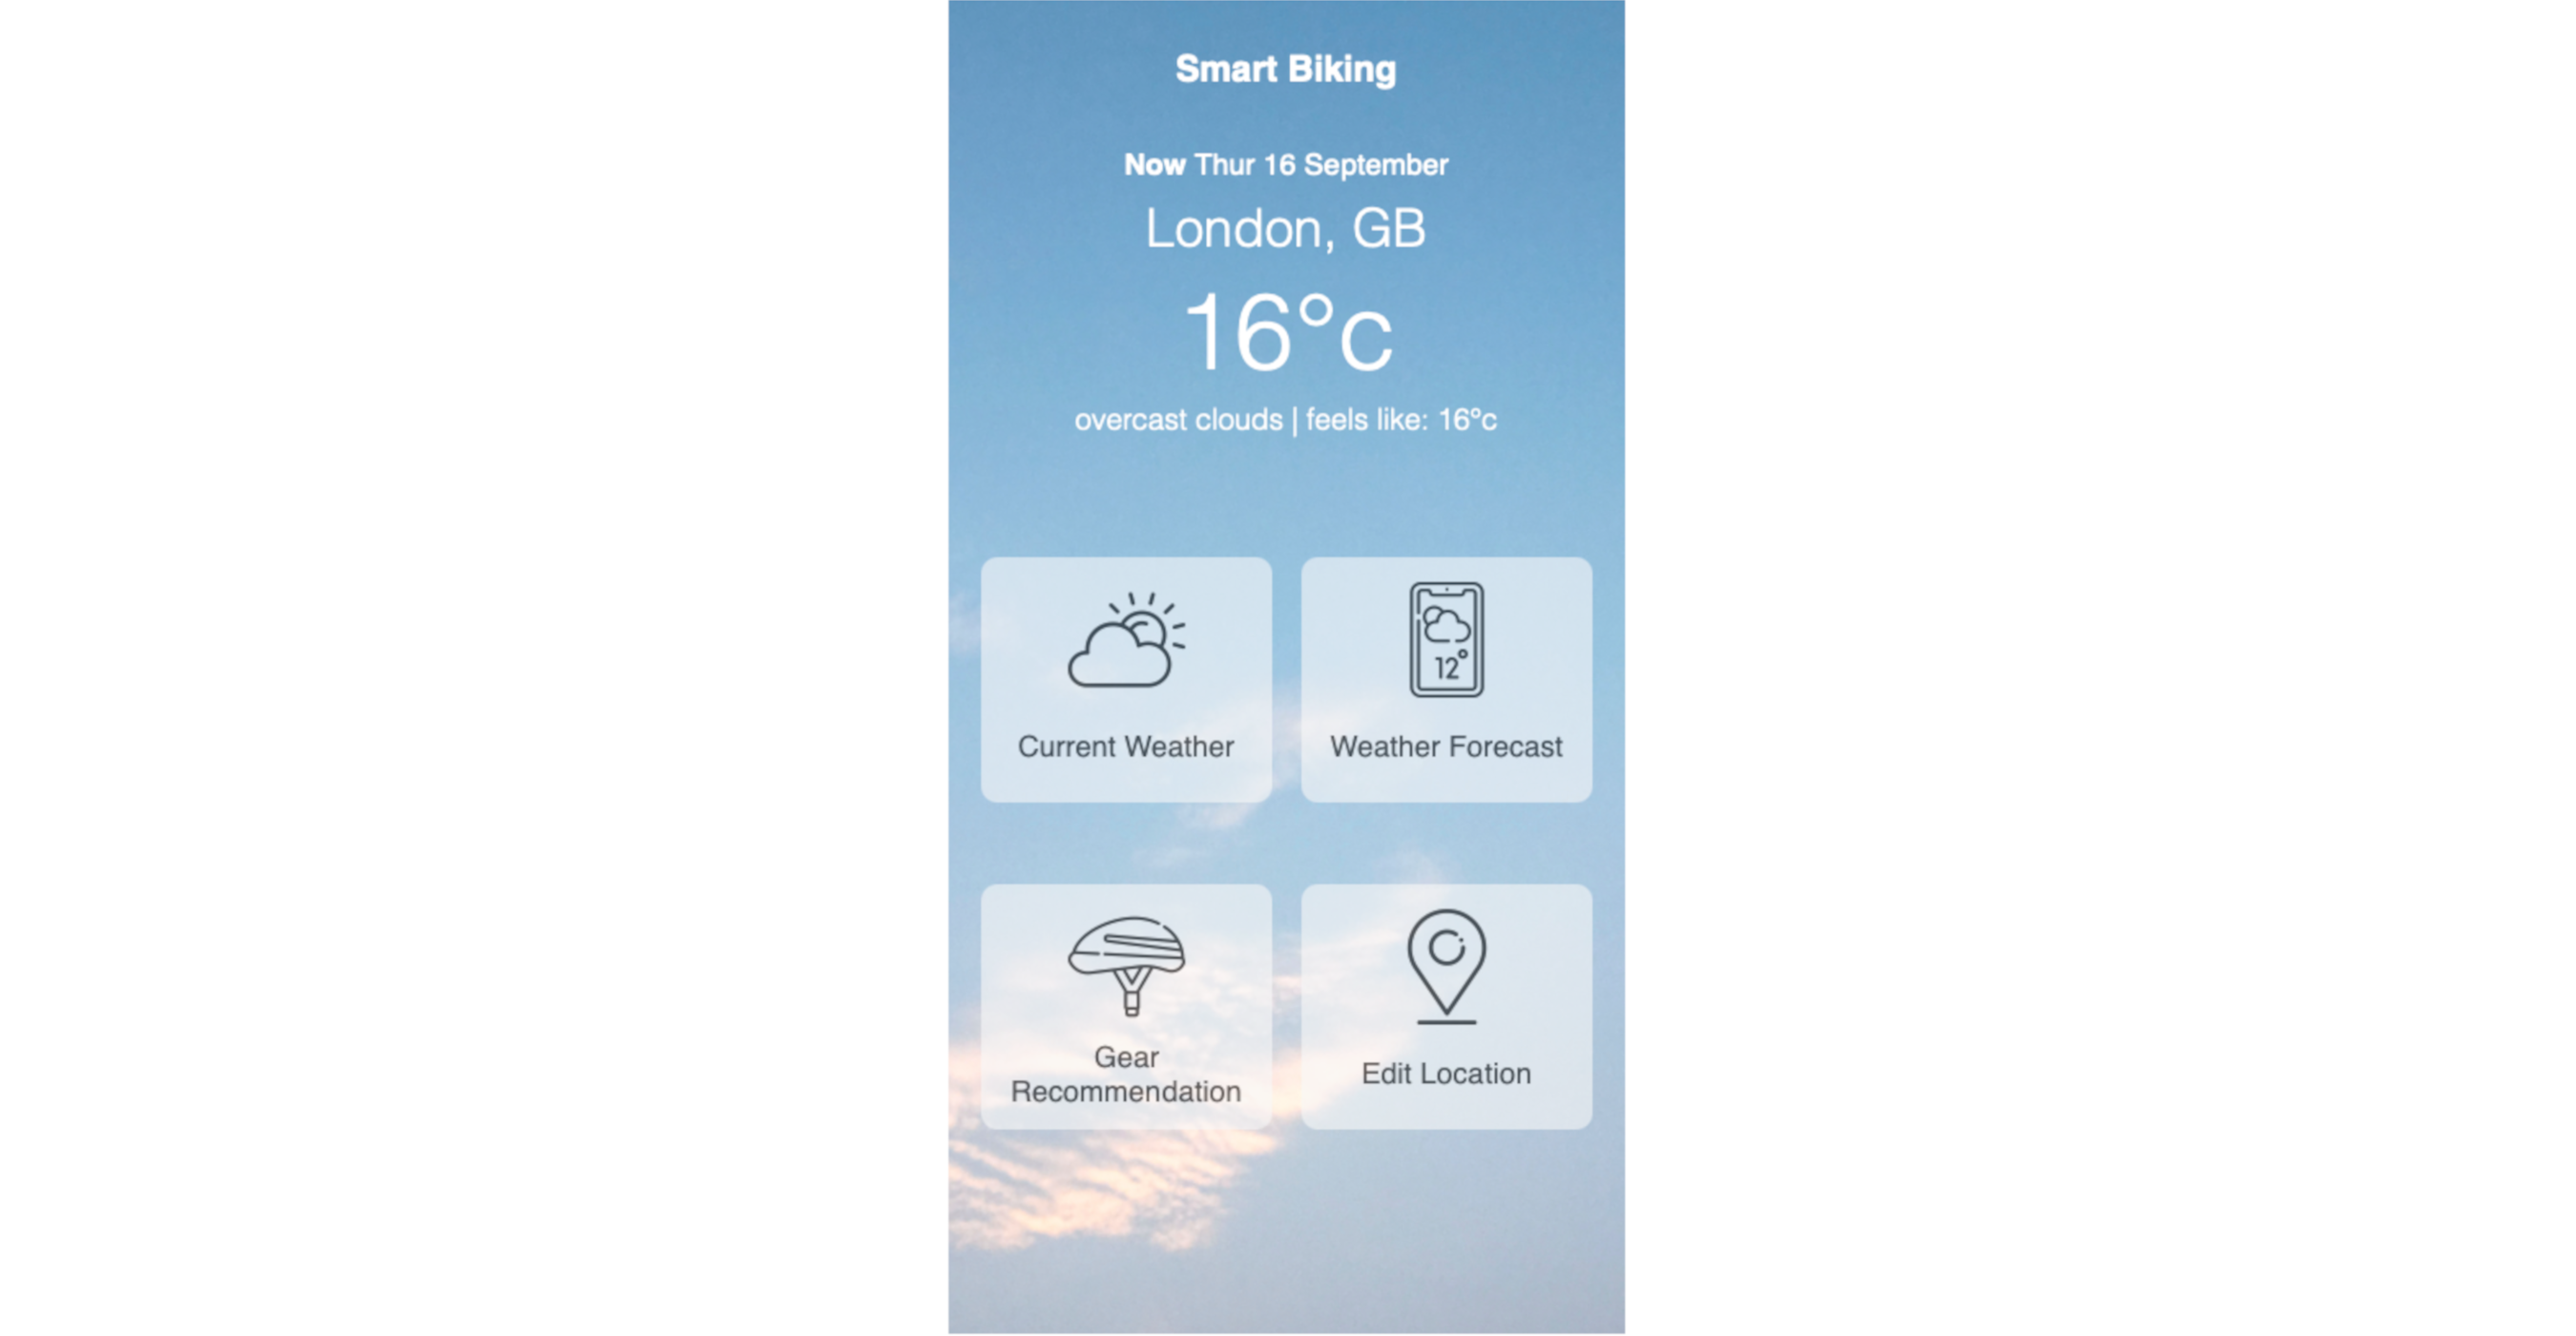 Smart Biking
Now Thur 16 September
London, GB
16°c
overcast clouds | feels like: 16°c
12°
Current Weather
Weather Forecast
Gear
Recommendation
Edit Location